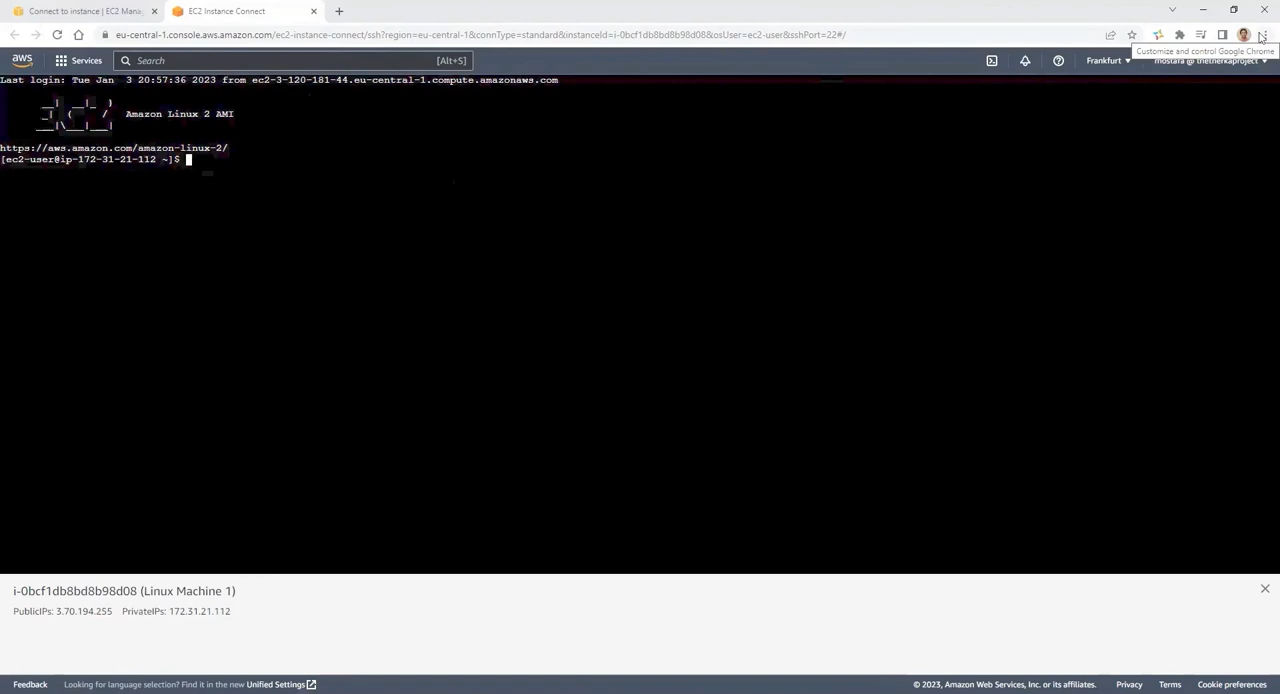 Connect to instance | EC2 Mana
EC2 Instance Connect
eu-central-1.console.aws.amazon.com/ec2-instance-connect/ssh?region=eu-central-1&connType=standard&instanceId=i-0bcf1db8bd8b98d08&osUser=ec2-user&sshPort=22#/
Customize and control Google Chrome
aws
Services
Search
[Alt+S]
Frankfurt
Last login: Tue Jan  3 20:57:36 2023 from ec2-3-120-181-44.eu-central-1.compute.amazonaws.com
__|  __|_  )
_|  (     /   Amazon Linux 2 AMI
___|\___|___|
https://aws.amazon.com/amazon-linux-2/
[ec2-user@ip-172-31-21-112 ~]$
i-0bcf1db8bd8b98d08 (Linux Machine 1)
PublicIPs: 3.70.194.255 PrivateIPs: 172.31.21.112
Feedback
Looking for language selection? Find it in the new Unified Settings
© 2023, Amazon Web Services, Inc. or its affiliates.
Privacy
Terms
Cookie preferences